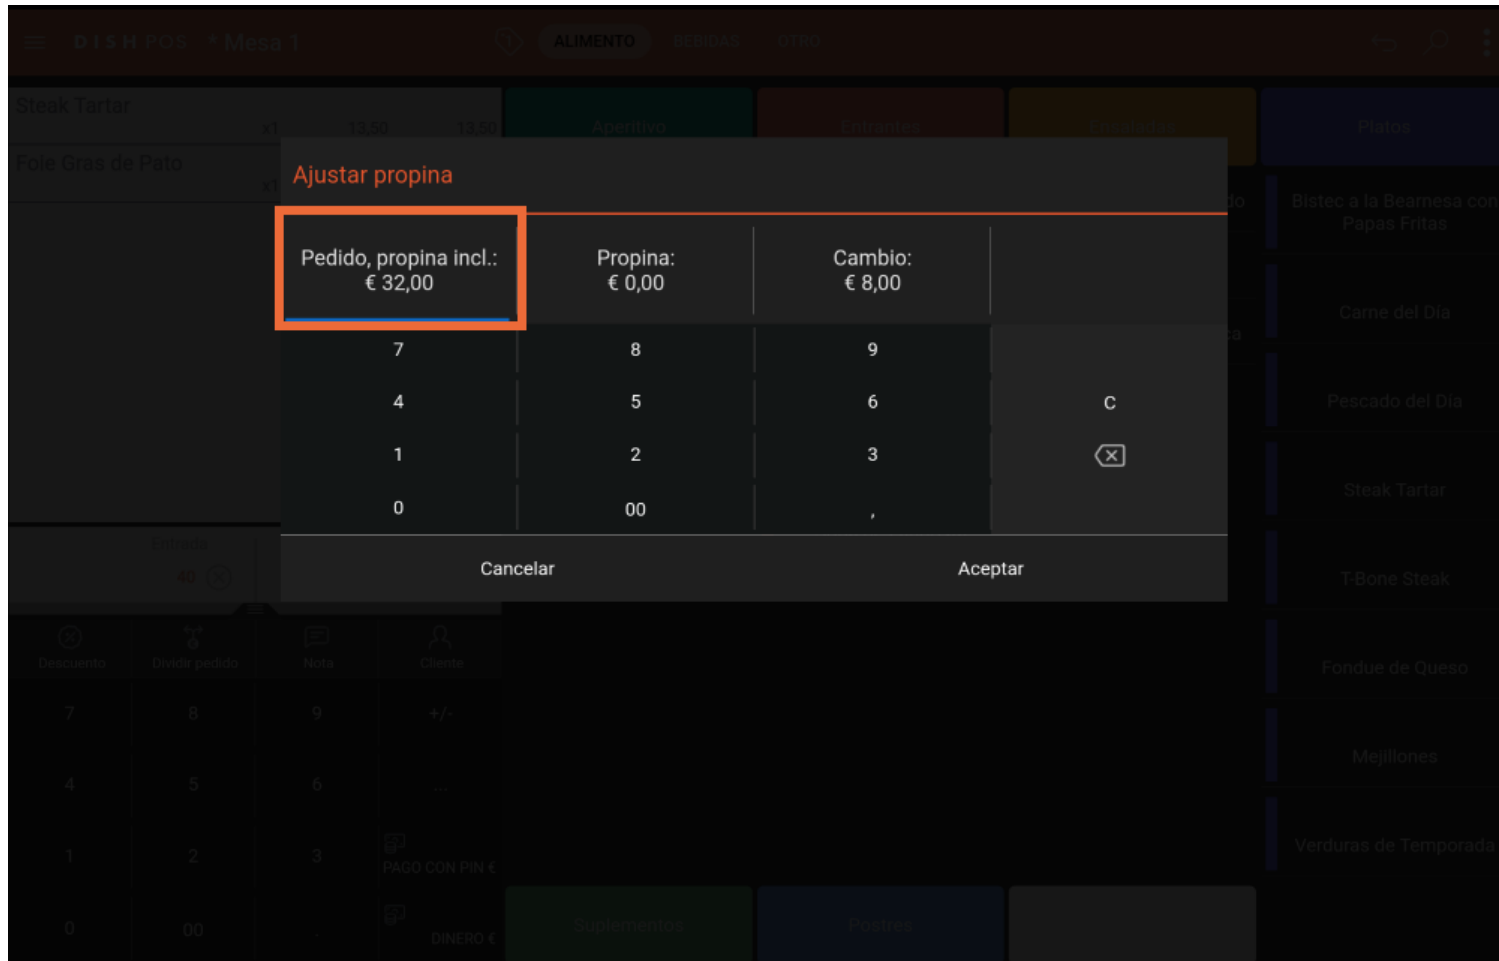 DISH POS * Mesa 1
ALIMENTO BEBIDAS OTRO
Steak Tartar
x1 13,50 13,50
Foie Gras de Pato
x1
Aperitivo
Entrantes
Platos
Ajustar propina
Pedido, propina incl.:
€ 32,00
Propina:
€ 0,00
Cambio:
€ 8,00
7 8 9
4 5 6 C
1 2 3
0 00 ,
Cancelar Aceptar
Entrada
40
Descuento Dividir pedido Nota Cliente
7 8 9 +/-
4 5 6 ...
1 2 3
PAGO CON PIN €
0 00 .
DINERO €
Bistec a la Bearnesa con
Papas Fritas
Carne del Día
Pescado del Día
Steak Tartar
T-Bone Steak
Fondue de Queso
Mejillones
Verduras de Temporada
Suplementos Postres